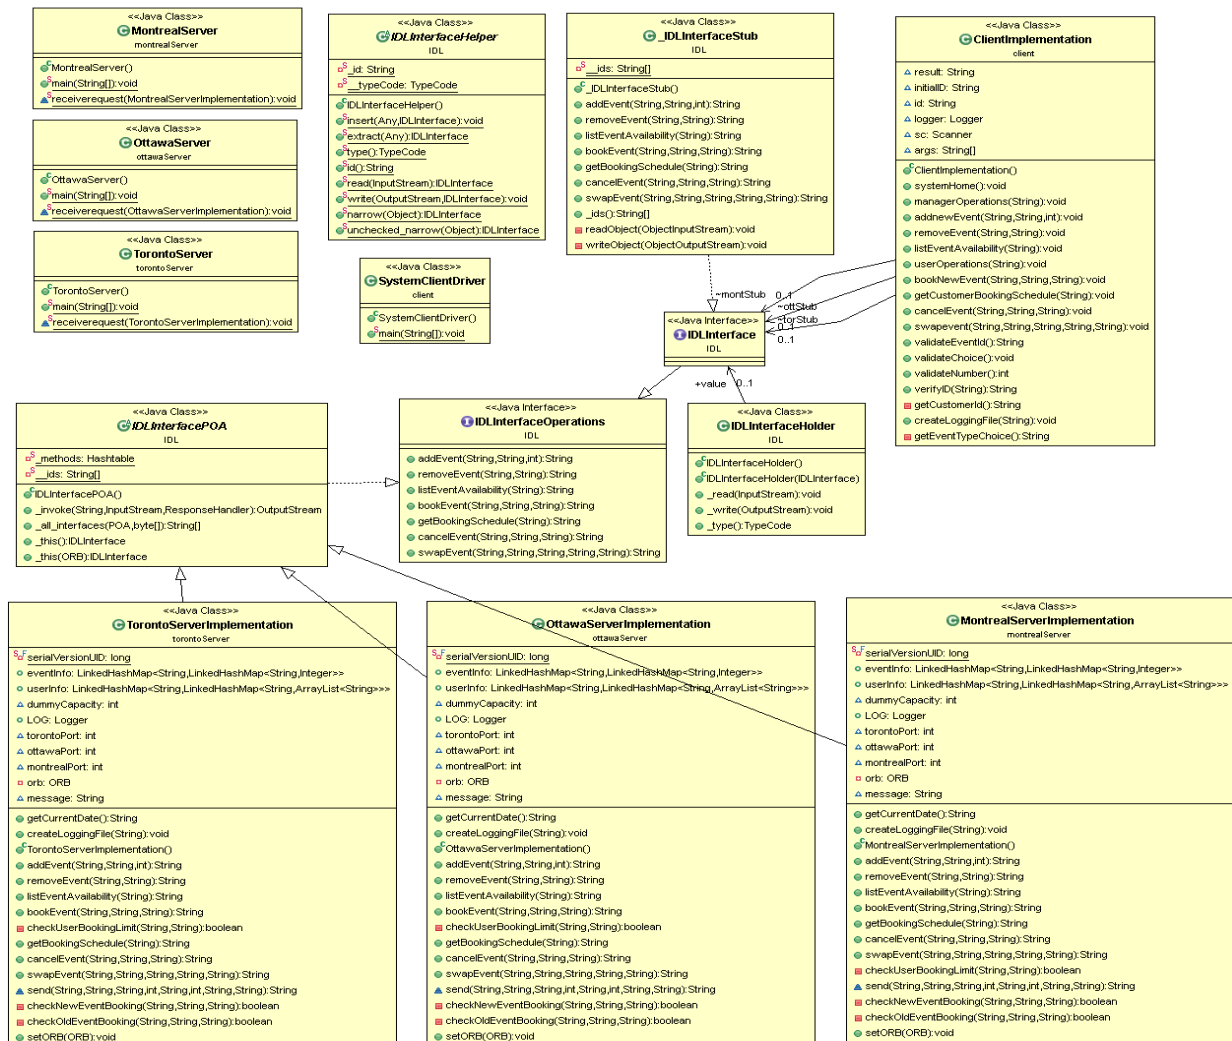 <<Java Class>>
MontrealServer
montrealServer
MontrealServer()
main(String[]):void
receiverequest(MontrealServerImplementation):void
<<Java Class>>
OttawaServer
ottawaServer
OttawaServer()
main(String[]):void
receiverequest(OttawaServerImplementation):void
<<Java Class>>
TorontoServer
torontoServer
TorontoServer()
main(String[]):void
receiverequest(TorontoServerImplementation):void
<<Java Class>>
IDLInterfaceHelper
IDL
_id: String
__typeCode: TypeCode
IDLInterfaceHelper()
insert(Any,IDLInterface):void
extract(Any):IDLInterface
type():TypeCode
id():String
read(InputStream):IDLInterface
write(OutputStream,IDLInterface):void
narrow(Object):IDLInterface
unchecked_narrow(Object):IDLInterface
<<Java Class>>
SystemClientDriver
client
SystemClientDriver()
main(String[]):void
<<Java Class>>
_IDLInterfaceStub
IDL
__ids: String[]
_IDLInterfaceStub()
addEvent(String,String,int):String
removeEvent(String,String):String
listEventAvailability(String):String
bookEvent(String,String,String):String
getBookingSchedule(String):String
cancelEvent(String,String,String):String
swapEvent(String,String,String,String,String):String
_ids():String[]
readObject(ObjectInputStream):void
writeObject(ObjectOutputStream):void
<<Java Class>>
ClientImplementation
client
result: String
initialID: String
id: String
logger: Logger
sc: Scanner
args: String[]
ClientImplementation()
systemHome():void
managerOperations(String):void
addnewEvent(String,String,int):void
removeEvent(String,String):void
listEventAvailability(String):void
userOperations(String):void
bookNewEvent(String,String,String):void
getCustomerBookingSchedule(String):void
cancelEvent(String,String,String):void
swapevent(String,String,String,String,String):void
validateEventId():String
validateChoice():void
validateNumber():int
verifyID(String):String
getCustomerId():String
createLoggingFile(String):void
getEventTypeChoice():String
~montStub 0..1
~ottStub
~torStub
0..1
0..1
<<Java Interface>>
IDLInterface
IDL
+value 0..1
<<Java Class>>
IDLInterfacePOA
IDL
_methods: Hashtable
__ids: String[]
IDLInterfacePOA()
_invoke(String,InputStream,ResponseHandler):OutputStream
_all_interfaces(POA,byte[]):String[]
_this():IDLInterface
_this(ORB):IDLInterface
<<Java Interface>>
IDLInterfaceOperations
IDL
addEvent(String,String,int):String
removeEvent(String,String):String
listEventAvailability(String):String
bookEvent(String,String,String):String
getBookingSchedule(String):String
cancelEvent(String,String,String):String
swapEvent(String,String,String,String,String):String
<<Java Class>>
IDLInterfaceHolder
IDL
IDLInterfaceHolder()
IDLInterfaceHolder(IDLInterface)
_read(InputStream):void
_write(OutputStream):void
_type():TypeCode
<<Java Class>>
TorontoServerImplementation
torontoServer
serialVersionUID: long
eventInfo: LinkedHashMap<String,LinkedHashMap<String,Integer>>
userInfo: LinkedHashMap<String,LinkedHashMap<String,ArrayList<String>>>
dummyCapacity: int
LOG: Logger
torontoPort: int
ottawaPort: int
montrealPort: int
orb: ORB
message: String
getCurrentDate():String
createLoggingFile(String):void
TorontoServerImplementation()
addEvent(String,String,int):String
removeEvent(String,String):String
listEventAvailability(String):String
bookEvent(String,String,String):String
checkUserBookingLimit(String,String):boolean
getBookingSchedule(String):String
cancelEvent(String,String,String):String
swapEvent(String,String,String,String,String):String
send(String,String,String,int,String,int,String,String):String
checkNewEventBooking(String,String,String):boolean
checkOldEventBooking(String,String,String):boolean
setORB(ORB):void
<<Java Class>>
OttawaServerImplementation
ottawaServer
serialVersionUID: long
eventInfo: LinkedHashMap<String,LinkedHashMap<String,Integer>>
userInfo: LinkedHashMap<String,LinkedHashMap<String,ArrayList<String>>>
dummyCapacity: int
LOG: Logger
torontoPort: int
ottawaPort: int
montrealPort: int
orb: ORB
message: String
getCurrentDate():String
createLoggingFile(String):void
OttawaServerImplementation()
addEvent(String,String,int):String
removeEvent(String,String):String
listEventAvailability(String):String
bookEvent(String,String,String):String
checkUserBookingLimit(String,String):boolean
getBookingSchedule(String):String
cancelEvent(String,String,String):String
swapEvent(String,String,String,String,String):String
send(String,String,String,int,String,int,String,String):String
checkNewEventBooking(String,String,String):boolean
checkOldEventBooking(String,String,String):boolean
setORB(ORB):void
<<Java Class>>
MontrealServerImplementation
montrealServer
serialVersionUID: long
eventInfo: LinkedHashMap<String,LinkedHashMap<String,Integer>>
userInfo: LinkedHashMap<String,LinkedHashMap<String,ArrayList<String>>>
dummyCapacity: int
LOG: Logger
torontoPort: int
ottawaPort: int
montrealPort: int
orb: ORB
message: String
getCurrentDate():String
createLoggingFile(String):void
MontrealServerImplementation()
addEvent(String,String,int):String
removeEvent(String,String):String
listEventAvailability(String):String
bookEvent(String,String,String):String
getBookingSchedule(String):String
cancelEvent(String,String,String):String
swapEvent(String,String,String,String,String):String
checkUserBookingLimit(String,String):boolean
send(String,String,String,int,String,int,String,String):String
checkNewEventBooking(String,String,String):boolean
checkOldEventBooking(String,String,String):boolean
setORB(ORB):void